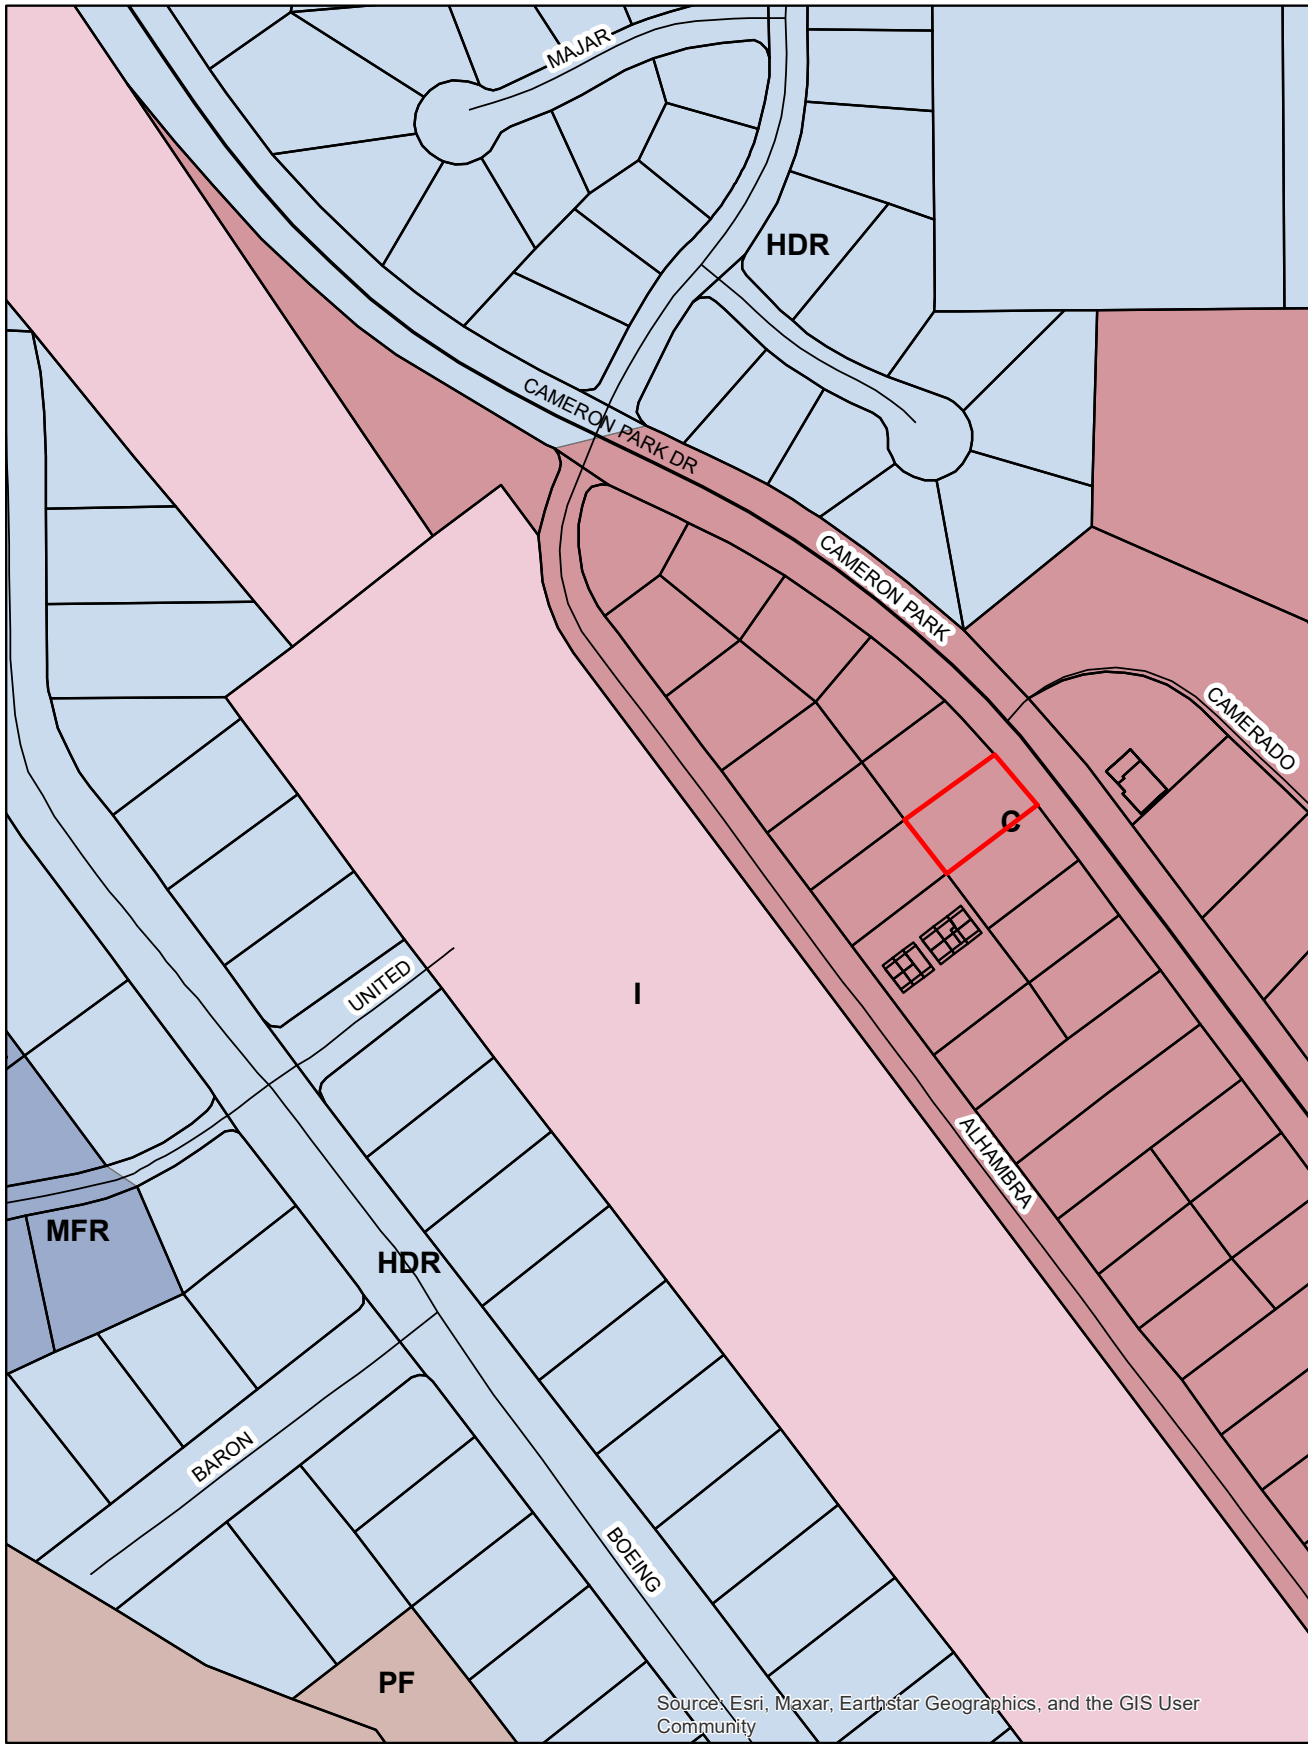 MAJAR
HDR
CAMERON PARK DR
CAMERON PARK
CAMERADO
C
UNITED
I
ALHAMBRA
MFR
HDR
BARON
BOEING
PF
Source: Esri, Maxar, Earthstar Geographics, and the GIS User
Community